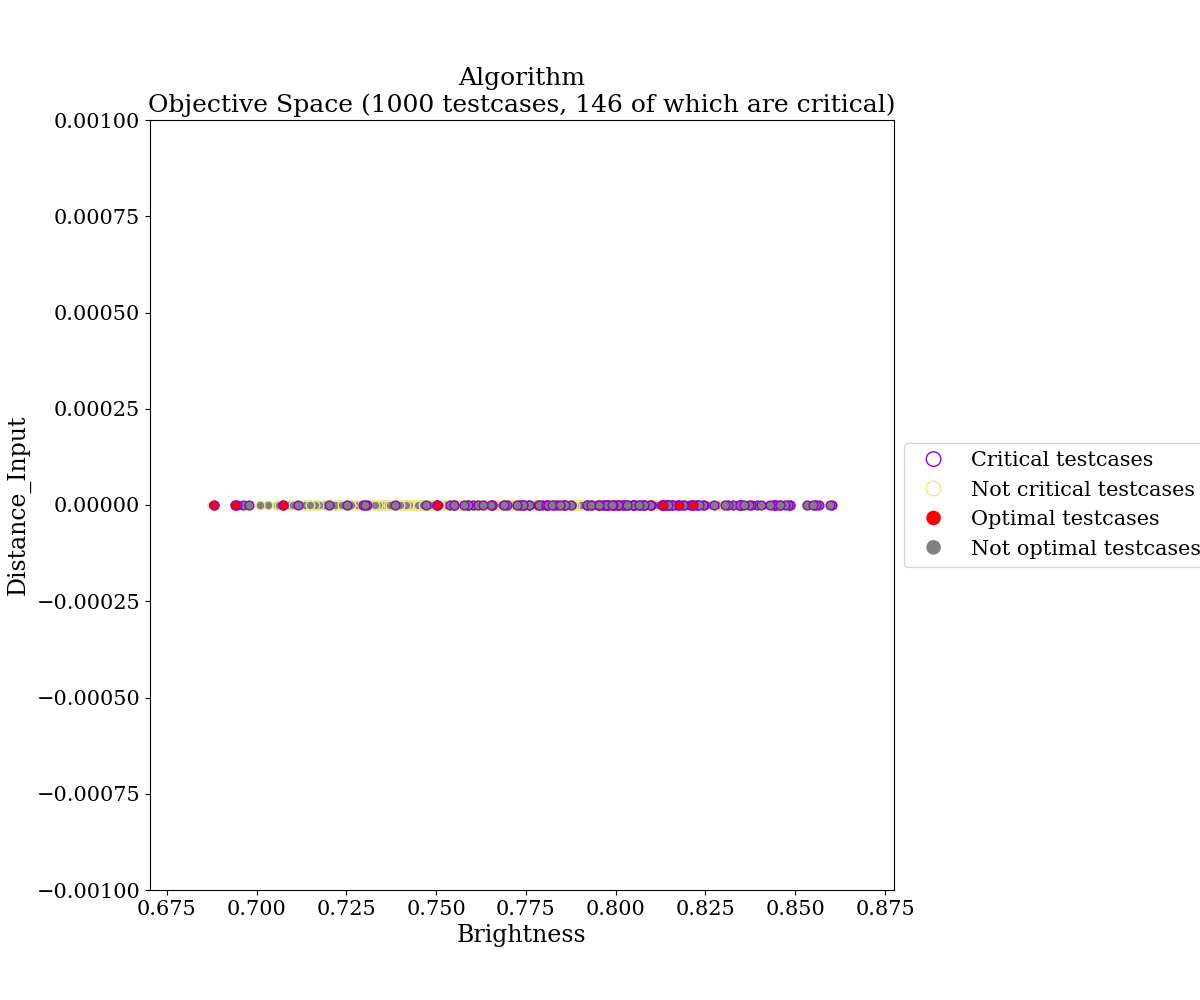 Algorithm
Objective Space (1000 testcases, 146 of which are critical)
0.00100
0.00075
0.00050
0.00025
0.00000
−0.00025
−0.00050
−0.00075
−0.00100
Distance_Input
0.675 0.700 0.725 0.750 0.775 0.800 0.825 0.850 0.875
Brightness
Critical testcases
Not critical testcases
Optimal testcases
Not optimal testcases